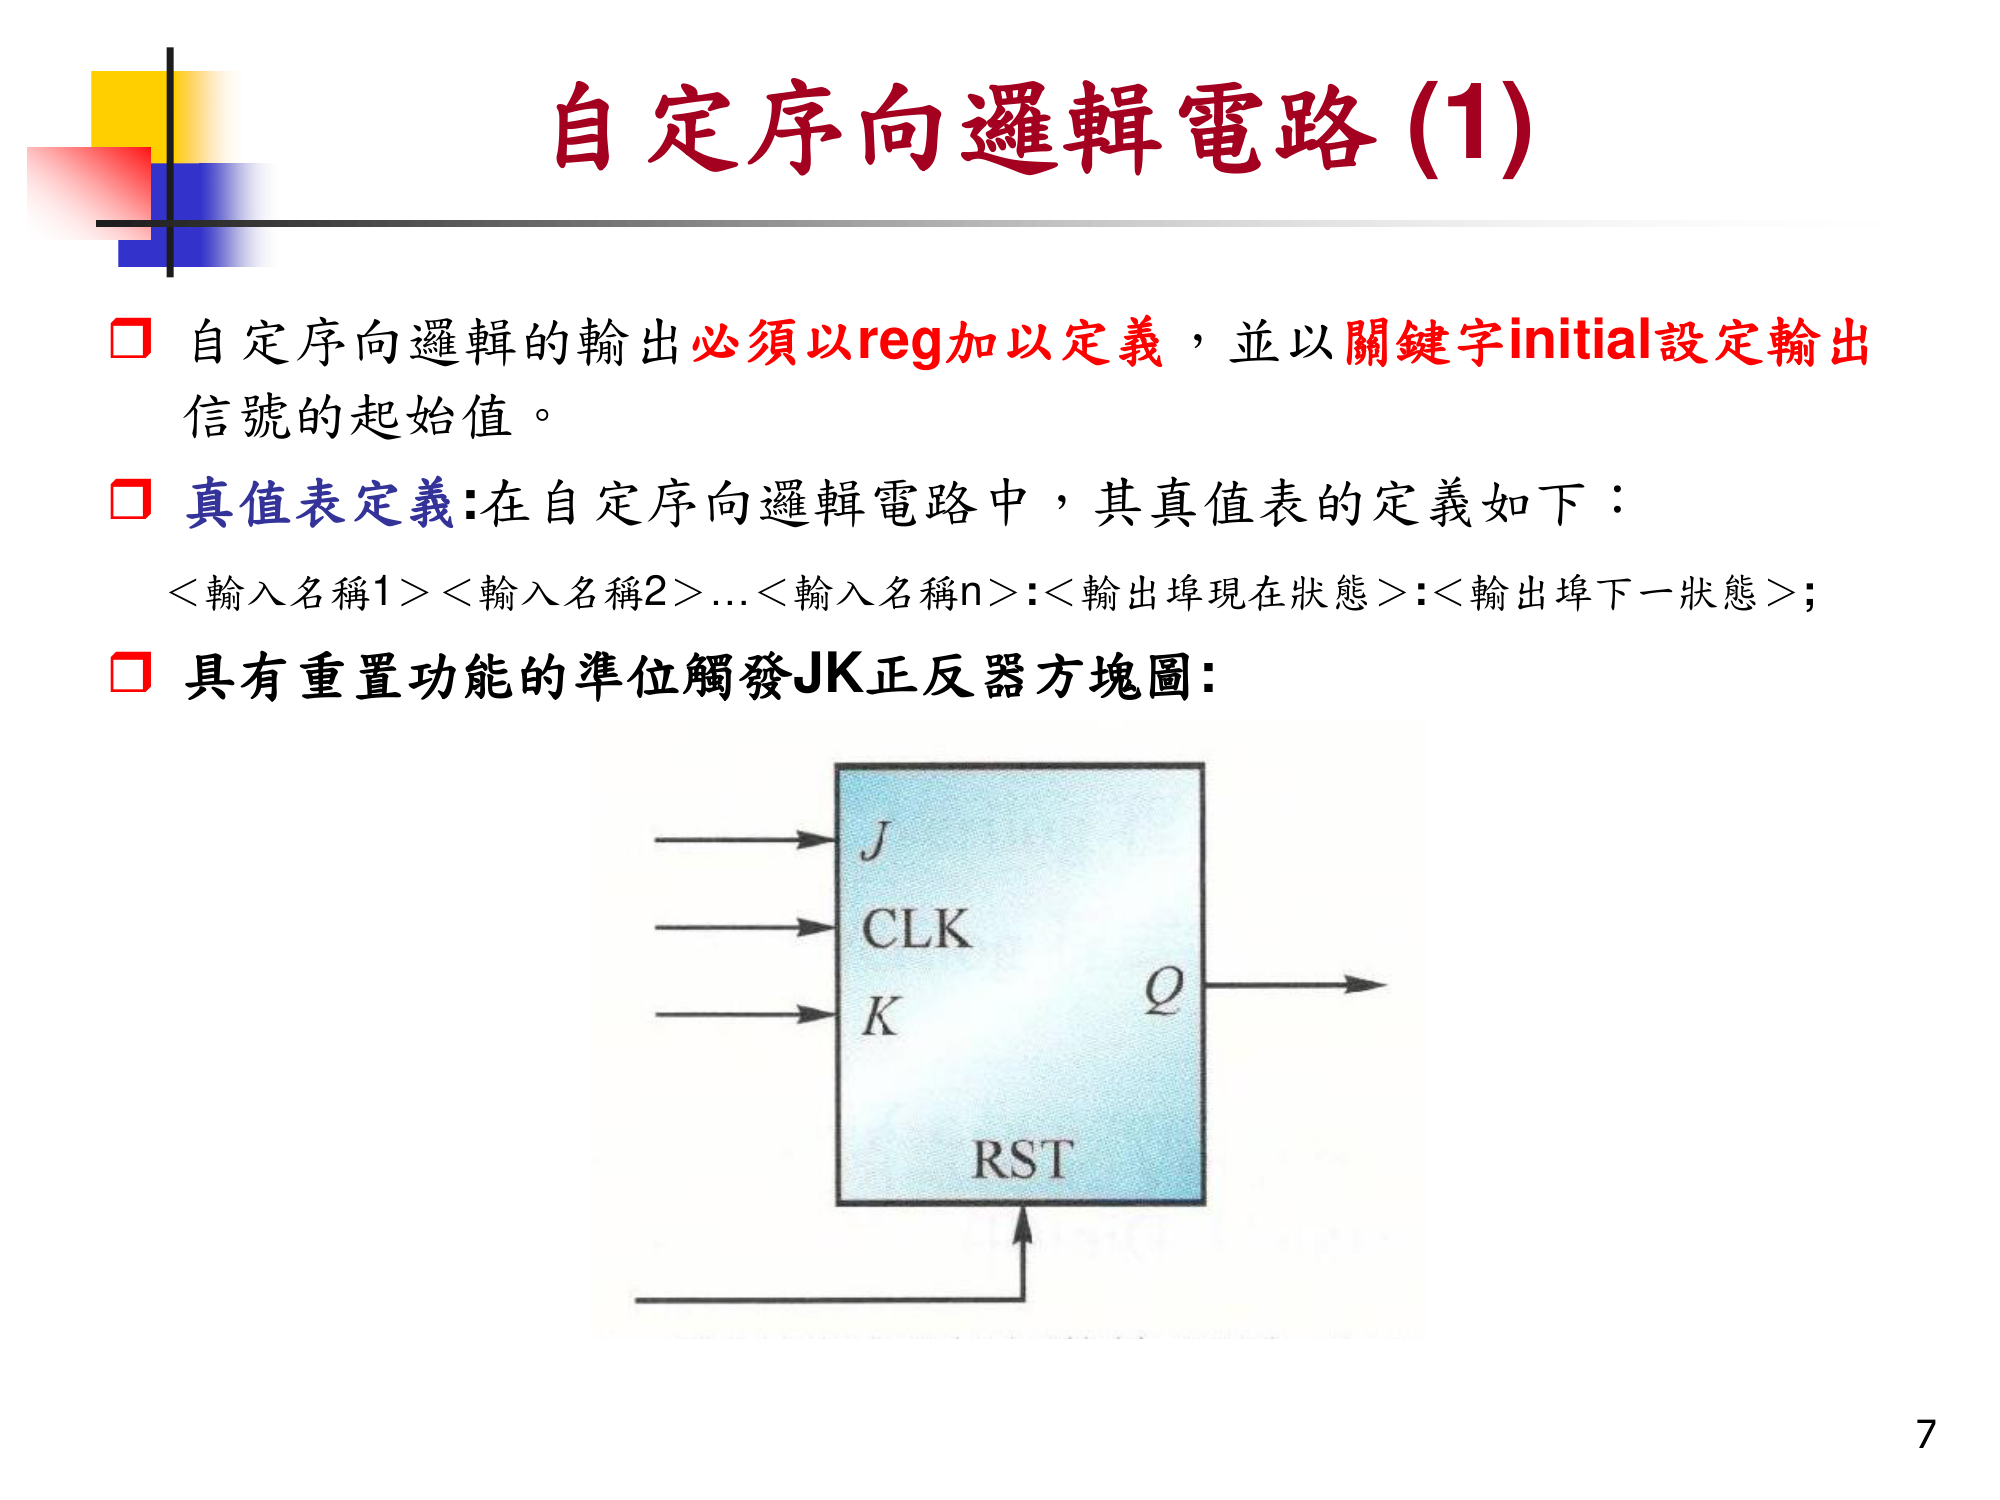 自定序向邏輯電路 (1)
❒ 自定序向邏輯的輸出必須以reg加以定義，並以關鍵字initial設定輸出
信號的起始值。
❒ 真值表定義:在自定序向邏輯電路中，其真值表的定義如下：
＜輸入名稱1＞＜輸入名稱2＞…＜輸入名稱n＞:＜輸出埠現在狀態＞:＜輸出埠下一狀態＞;
❒ 具有重置功能的準位觸發JK正反器方塊圖:
J
CLK
Q
K
RST
7